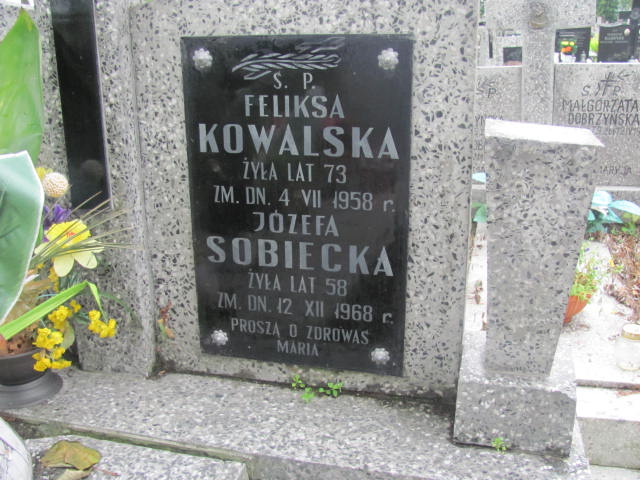 Ś. P.
FELIKSA
KOWALSKA
ŻYŁA LAT 73
ZM. DN. 4 VII 1958 r.
JÓZEFA
SOBIECKA
ŻYŁA LAT 58
ZM. DN. 12 XII 1968 r.
PROSZĄ O ZDROWAŚ
MARIA
Ś P
MAŁGORZATA
DOBRZYŃSKA